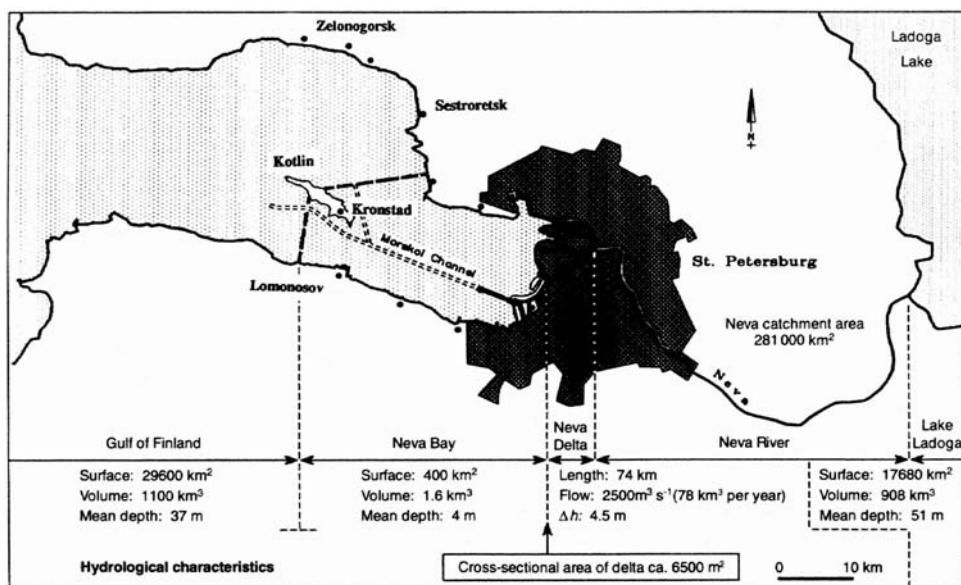 Zelonogorsk
Ladoga
Lake
Sestroretsk
N
Kotlin
Kronstad
Morskoi Channel
St. Petersburg
Lomonosov
Neva catchment area
281 000 km²
Neva
Gulf of Finland
Neva Bay
Neva
Delta
Neva River
Lake
Ladoga
Surface: 29600 km²
Volume: 1100 km³
Mean depth: 37 m
Surface: 400 km²
Volume: 1.6 km³
Mean depth: 4 m
Length: 74 km
Flow: 2500m³ s⁻¹(78 km³ per year)
Δh: 4.5 m
Surface: 17680 km²
Volume: 908 km³
Mean depth: 51 m
Hydrological characteristics
Cross-sectional area of delta ca. 6500 m²
0 10 km